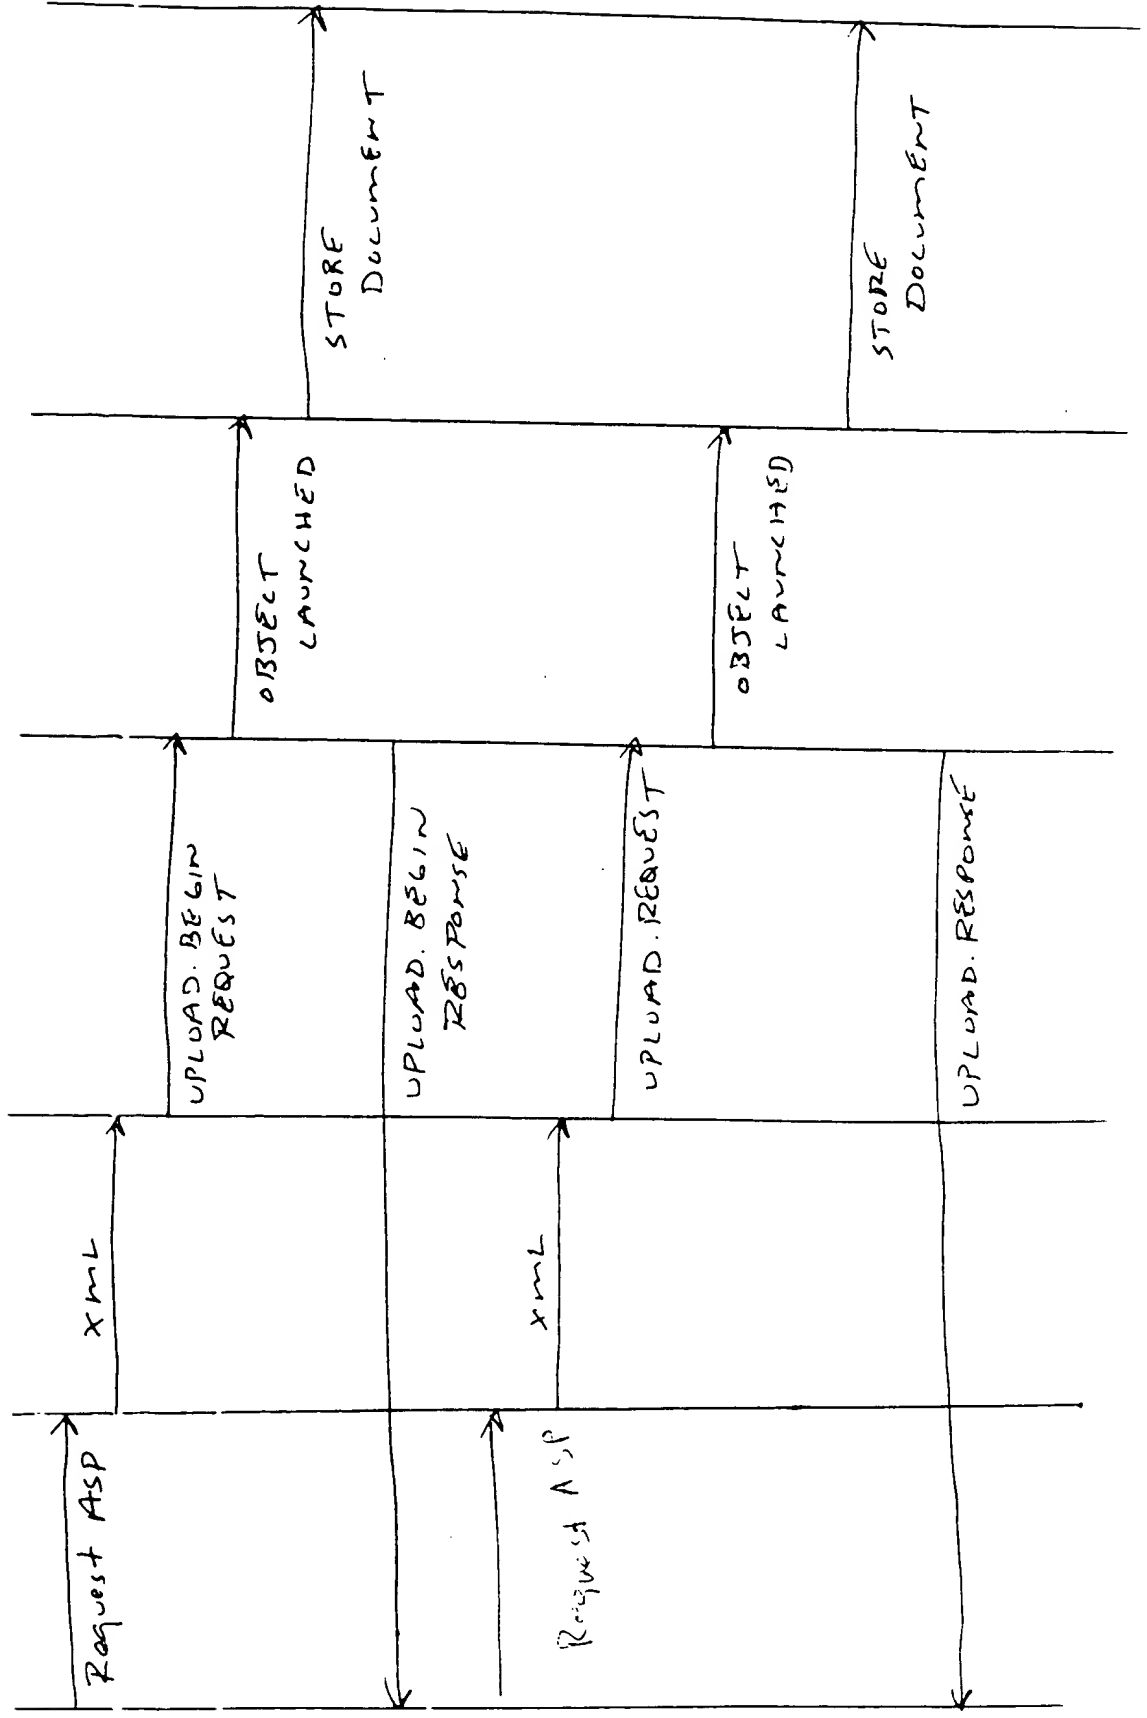 Request ASP
XML
UPLOAD.BEGIN
REQUEST
OBJECT
LAUNCHED
STORE
DOCUMENT
UPLOAD.BEGIN
RESPONSE
Request ASP
XML
UPLOAD.REQUEST
OBJECT
LAUNCHED
STORE
DOCUMENT
UPLOAD.RESPONSE